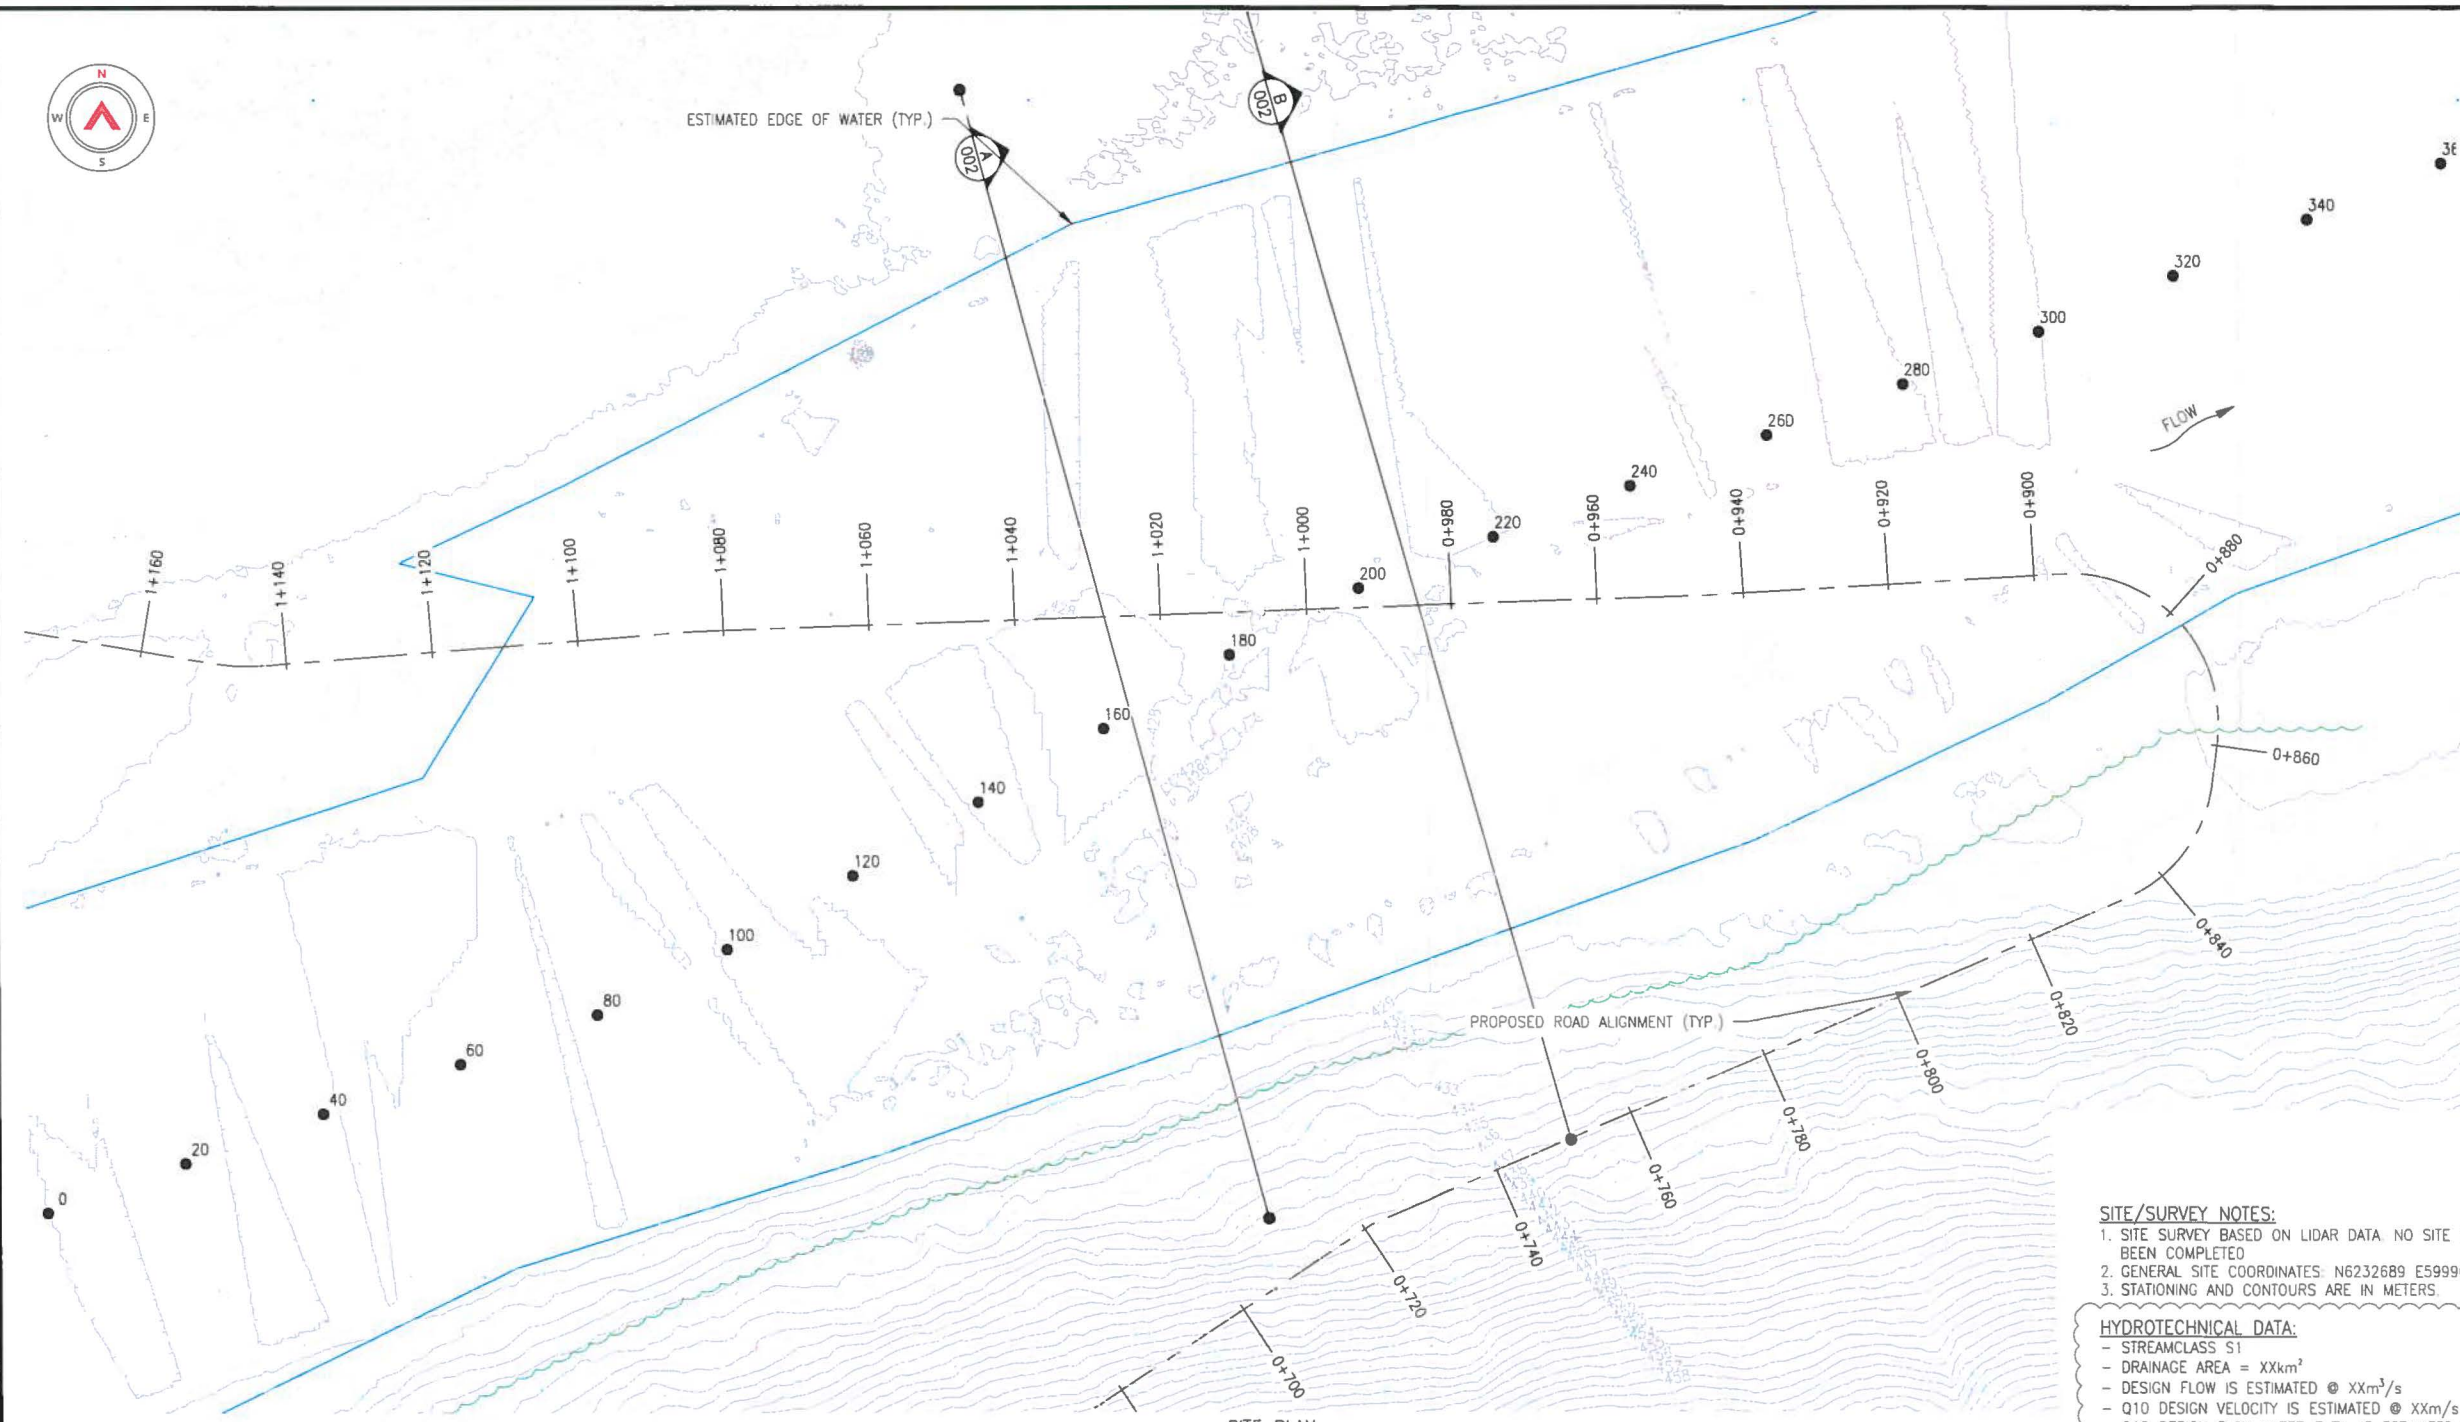 N
W
E
S
ESTIMATED EDGE OF WATER (TYP.)
A
002
B
002
340
320
300
280
260
240
220
200
180
160
140
120
100
80
60
40
20
0
FLOW
1+160
1+140
1+120
1+100
1+080
1+060
1+040
1+020
1+000
0+980
0+960
0+940
0+920
0+900
0+880
0+860
0+840
0+820
0+800
0+780
0+760
0+740
0+720
0+700
PROPOSED ROAD ALIGNMENT (TYP.)
SITE/SURVEY NOTES:
1. SITE SURVEY BASED ON LIDAR DATA. NO SITE
BEEN COMPLETED
2. GENERAL SITE COORDINATES: N6232689 E5999
3. STATIONING AND CONTOURS ARE IN METERS.
HYDROTECHNICAL DATA:
- STREAMCLASS S1
- DRAINAGE AREA = XXkm²
- DESIGN FLOW IS ESTIMATED @ XXm³/s
- Q10 DESIGN VELOCITY IS ESTIMATED @ XXm/s